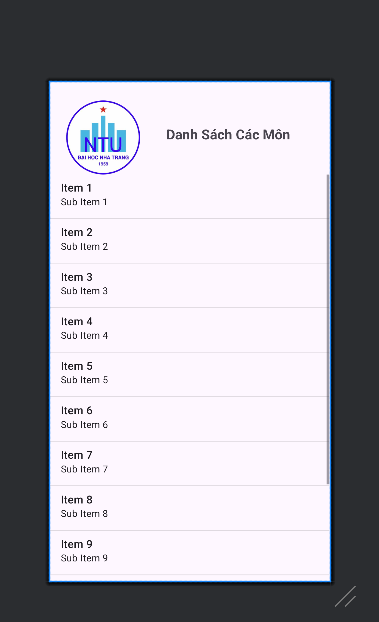 NTU
ĐẠI HỌC NHA TRANG
1959
Danh Sách Các Môn
Item 1
Sub Item 1
Item 2
Sub Item 2
Item 3
Sub Item 3
Item 4
Sub Item 4
Item 5
Sub Item 5
Item 6
Sub Item 6
Item 7
Sub Item 7
Item 8
Sub Item 8
Item 9
Sub Item 9